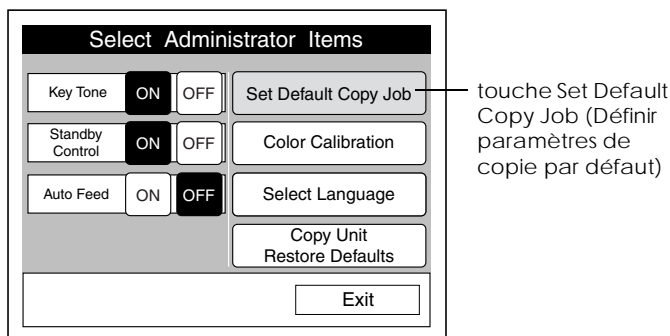 Select Administrator Items
Key Tone ON OFF
Set Default Copy Job
Standby
Control
ON OFF
Color Calibration
Auto Feed ON OFF
Select Language
Copy Unit
Restore Defaults
Exit
touche Set Default
Copy Job (Définir
paramètres de
copie par défaut)